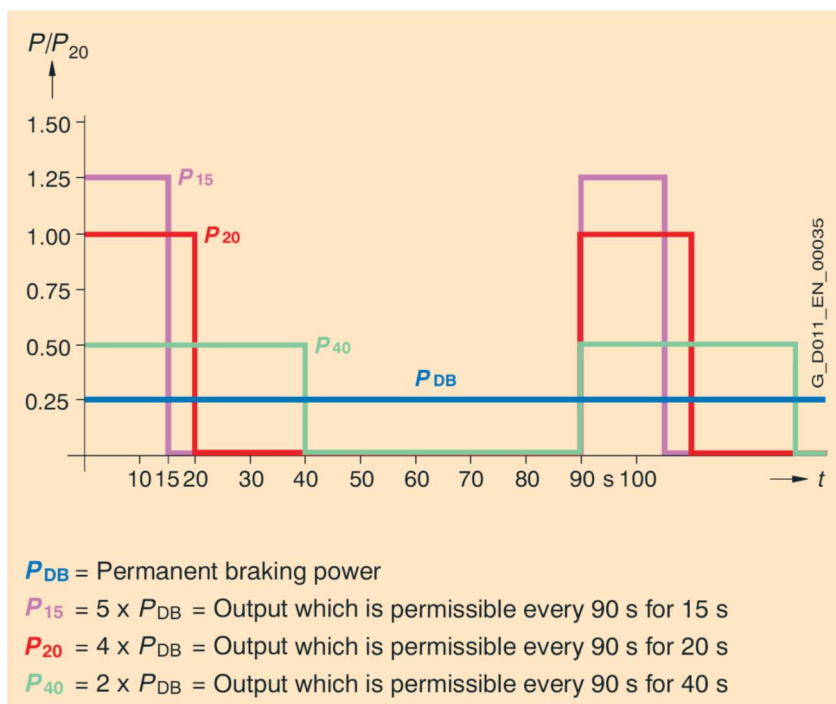 P/P20
1.50
1.25
P15
1.00
P20
0.75
0.50
P40
PDB
0.25
10 15 20 30 40 50 60 70 80 90 s 100 t
G_D011_EN_00035
PDB = Permanent braking power
P15 = 5 x PDB = Output which is permissible every 90 s for 15 s
P20 = 4 x PDB = Output which is permissible every 90 s for 20 s
P40 = 2 x PDB = Output which is permissible every 90 s for 40 s